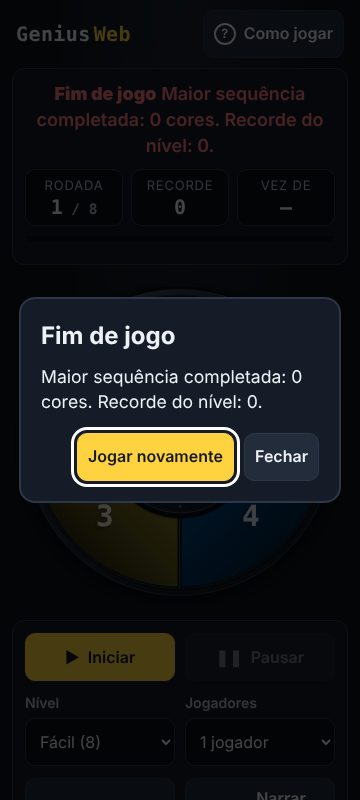 Genius Web
? Como jogar
Fim de jogo Maior sequência
completada: 0 cores. Recorde do
nível: 0.
RODADA
1 / 8
RECORDE
0
VEZ DE
–
Fim de jogo
Maior sequência completada: 0
cores. Recorde do nível: 0.
Jogar novamente
Fechar
3
4
Iniciar
Pausar
Nível
Jogadores
Fácil (8)
1 jogador
Narrar